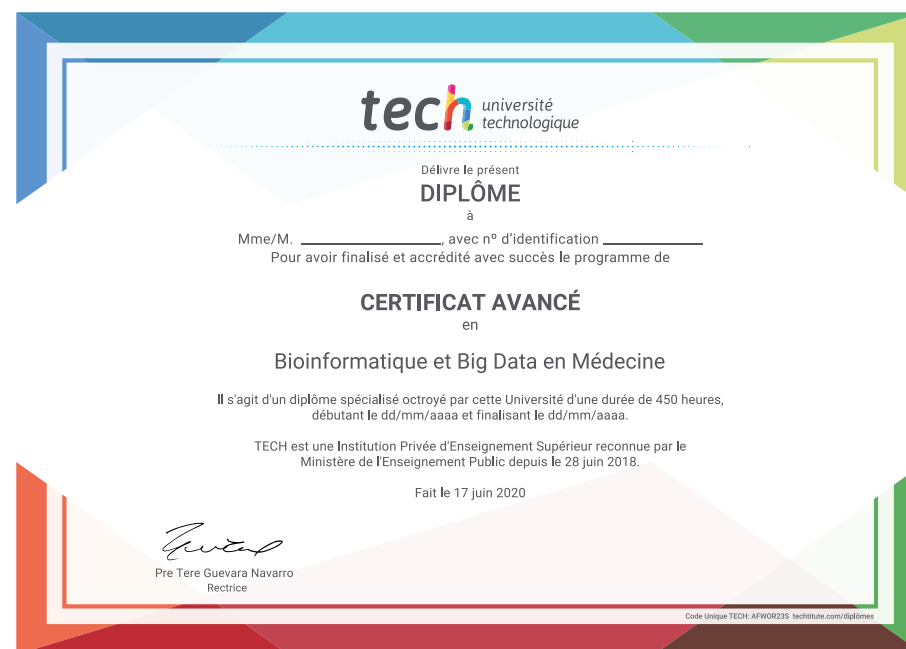 tech université
technologique
Délivre le présent
DIPLÔME
à
Mme/M. ____________________, avec nº d'identification ______________
Pour avoir finalisé et accrédité avec succès le programme de
CERTIFICAT AVANCÉ
en
Bioinformatique et Big Data en Médecine
Il s'agit d'un diplôme spécialisé octroyé par cette Université d'une durée de 450 heures,
débutant le dd/mm/aaaa et finalisant le dd/mm/aaaa.
TECH est une Institution Privée d'Enseignement Supérieur reconnue par le
Ministère de l'Enseignement Public depuis le 28 juin 2018.
Fait le 17 juin 2020
Pre Tere Guevara Navarro
Rectrice
Code Unique TECH: AFWOR23S techtitute.com/diplômes